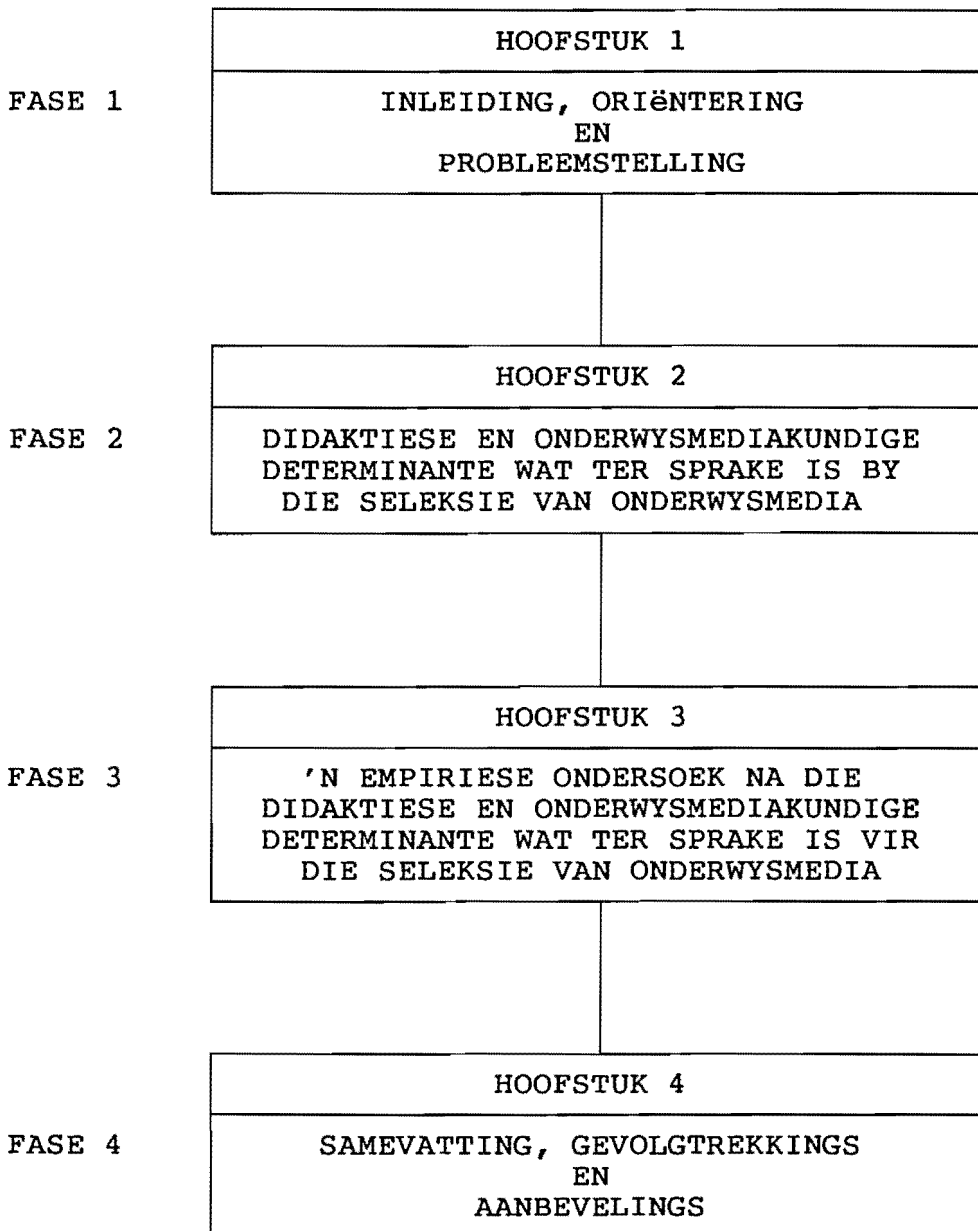 HOOFSTUK 1
FASE 1 INLEIDING, ORIëNTERING
EN
PROBLEEMSTELLING
HOOFSTUK 2
FASE 2 DIDAKTIESE EN ONDERWYSMEDIAKUNDIGE
DETERMINANTE WAT TER SPRAKE IS BY
DIE SELEKSIE VAN ONDERWYSMEDIA
HOOFSTUK 3
FASE 3 'N EMPIRIESE ONDERSOEK NA DIE
DIDAKTIESE EN ONDERWYSMEDIAKUNDIGE
DETERMINANTE WAT TER SPRAKE IS VIR
DIE SELEKSIE VAN ONDERWYSMEDIA
HOOFSTUK 4
FASE 4 SAMEVATTING, GEVOLGTREKKINGS
EN
AANBEVELINGS